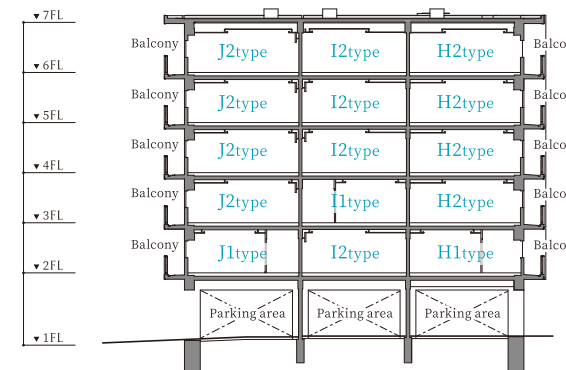 ▼7FL
Balcony J2type I2type H2type Balco
▼6FL
Balcony J2type I2type H2type Balco
▼5FL
Balcony J2type I2type H2type Balco
▼4FL
Balcony J2type I1type H2type Balco
▼3FL
Balcony J1type I2type H1type Balco
▼2FL
Parking area Parking area Parking area
▼1FL